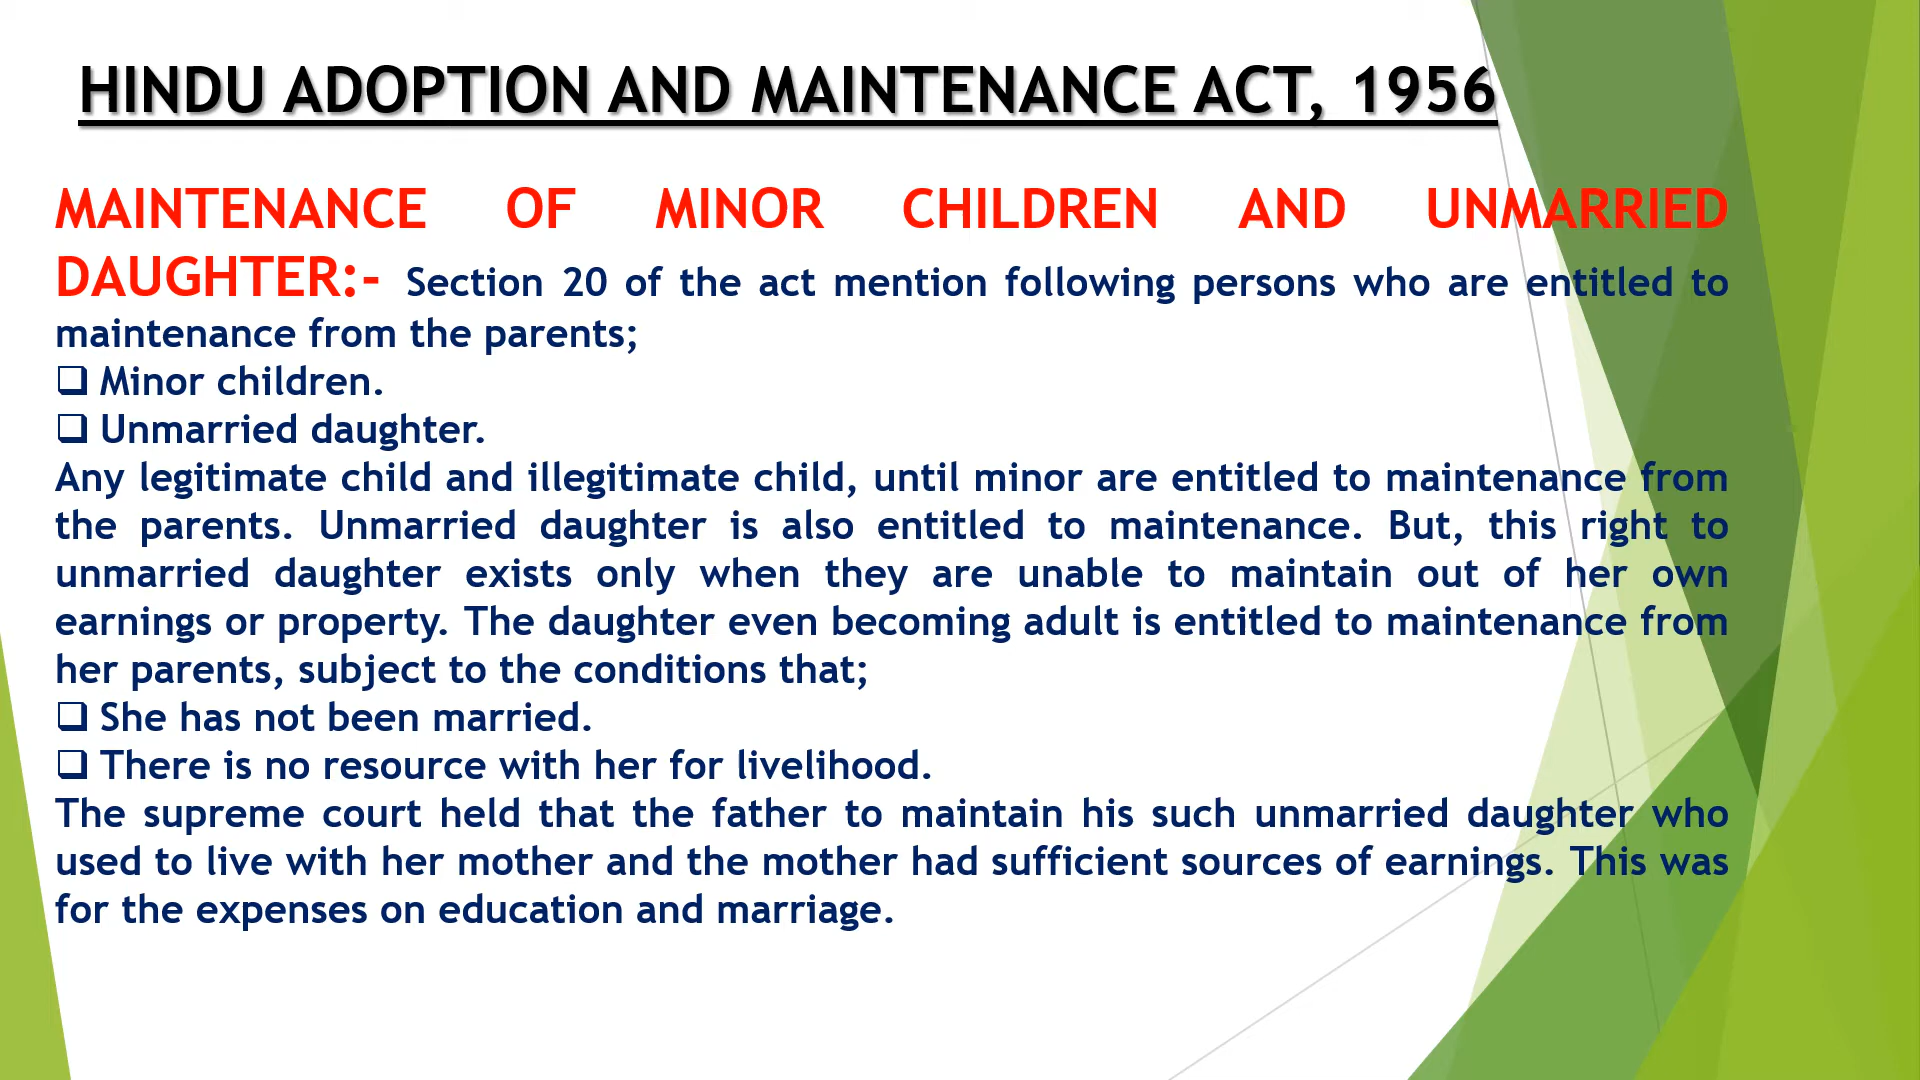 HINDU ADOPTION AND MAINTENANCE ACT, 1956
MAINTENANCE OF MINOR CHILDREN AND UNMARRIED
DAUGHTER:- Section 20 of the act mention following persons who are entitled to
maintenance from the parents;
❑ Minor children.
❑ Unmarried daughter.
Any legitimate child and illegitimate child, until minor are entitled to maintenance from
the parents. Unmarried daughter is also entitled to maintenance. But, this right to
unmarried daughter exists only when they are unable to maintain out of her own
earnings or property. The daughter even becoming adult is entitled to maintenance from
her parents, subject to the conditions that;
❑ She has not been married.
❑ There is no resource with her for livelihood.
The supreme court held that the father to maintain his such unmarried daughter who
used to live with her mother and the mother had sufficient sources of earnings. This was
for the expenses on education and marriage.